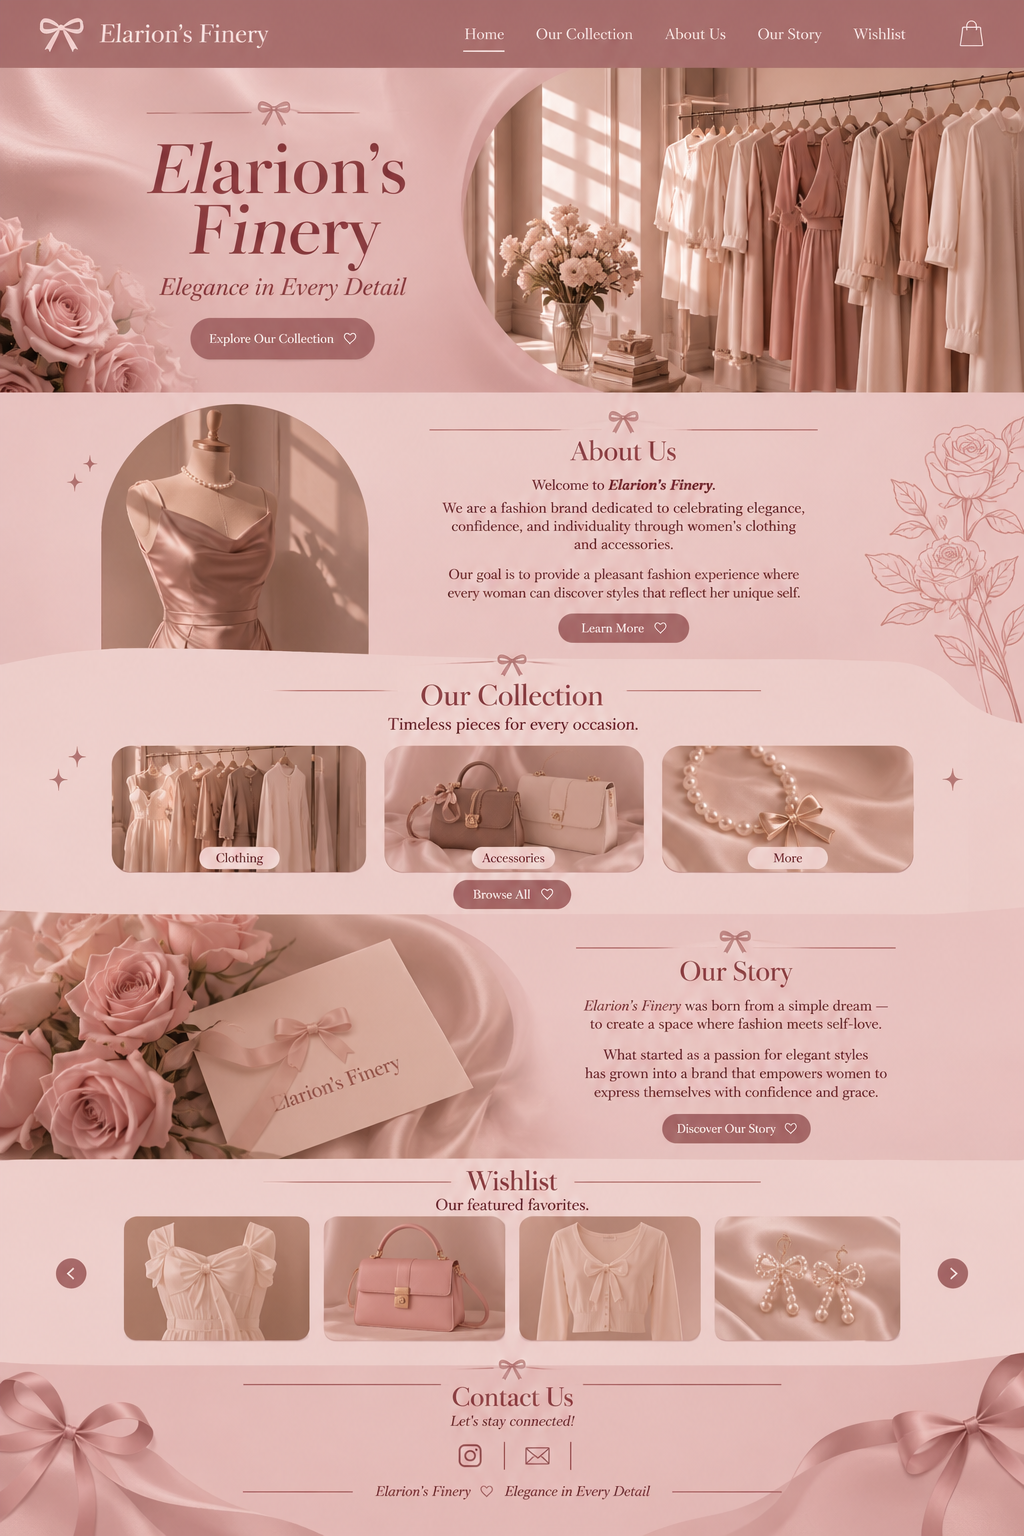 Elarion's Finery
Home
Our Collection
About Us
Our Story
Wishlist
Elarion's
Finery
Elegance in Every Detail
Explore Our Collection
About Us
Welcome to Elarion's Finery.
We are a fashion brand dedicated to celebrating elegance,
confidence, and individuality through women's clothing
and accessories.
Our goal is to provide a pleasant fashion experience where
every woman can discover styles that reflect her unique self.
Learn More
Our Collection
Timeless pieces for every occasion.
Clothing
Accessories
More
Browse All
Elarion's Finery
Our Story
Elarion's Finery was born from a simple dream —
to create a space where fashion meets self-love.
What started as a passion for elegant styles
has grown into a brand that empowers women to
express themselves with confidence and grace.
Discover Our Story
Wishlist
Our featured favorites.
Contact Us
Let's stay connected!
Elarion's Finery
Elegance in Every Detail